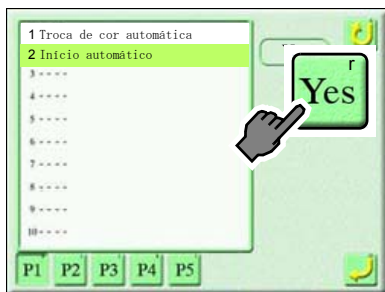 1 Troca de cor automática
2 Início automático
3 ----
4 ----
5 ----
6 ----
7 ----
8 ----
9 ----
10 ----
r
Yes
P1 P2 P3 P4 P5